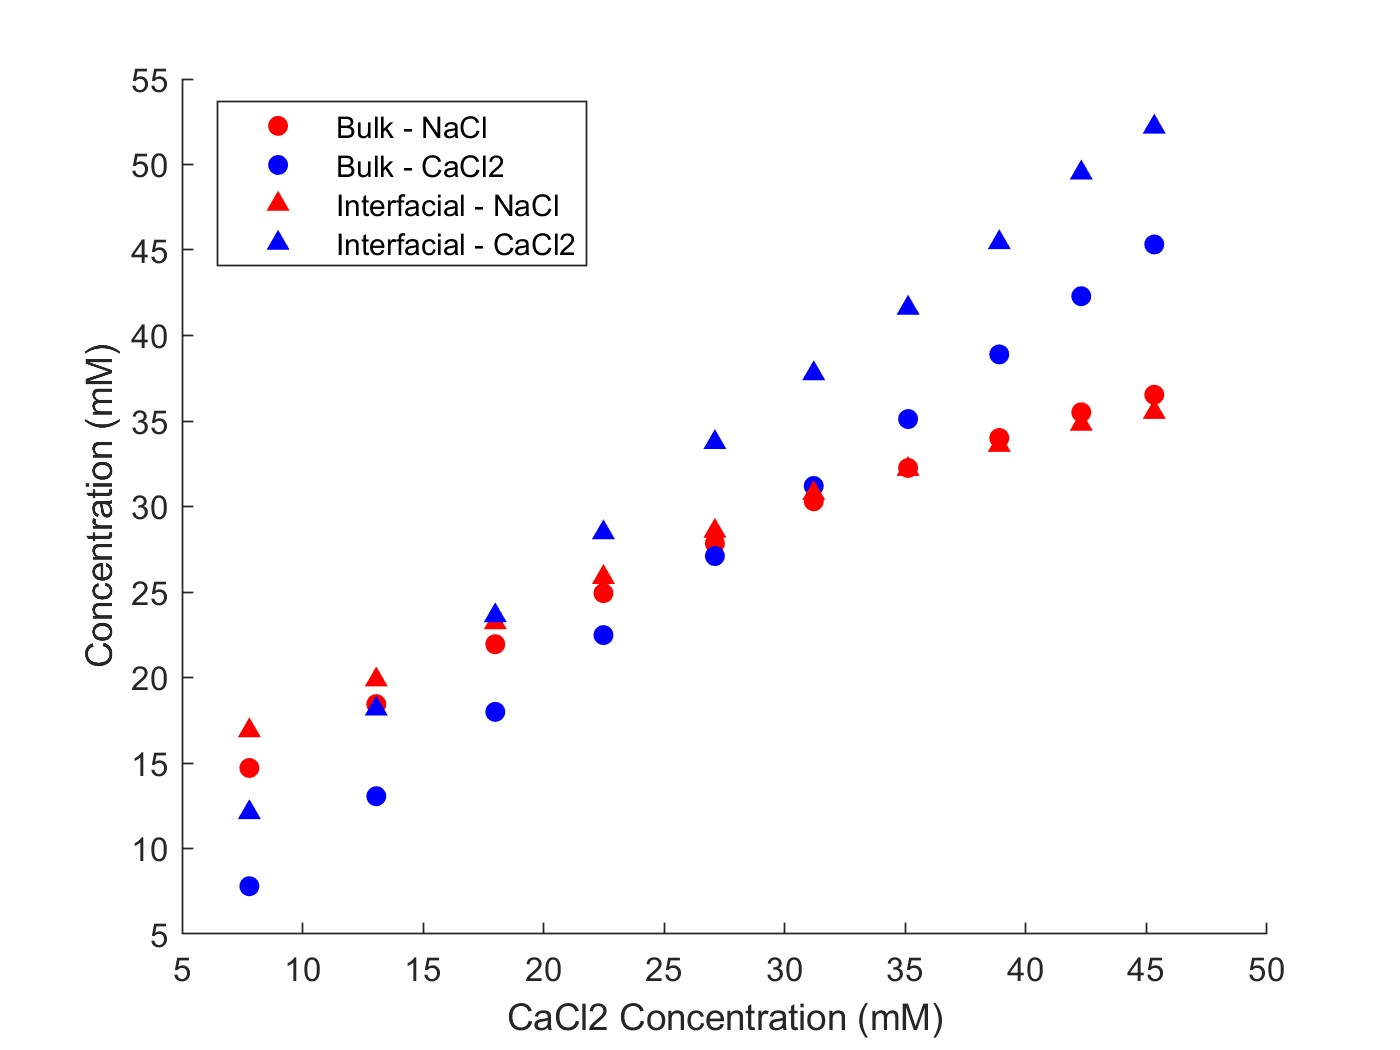 55
50
45
40
35
30
25
20
15
10
5
Concentration (mM)
Bulk - NaCl
Bulk - CaCl2
Interfacial - NaCl
Interfacial - CaCl2
5 10 15 20 25 30 35 40 45 50
CaCl2 Concentration (mM)